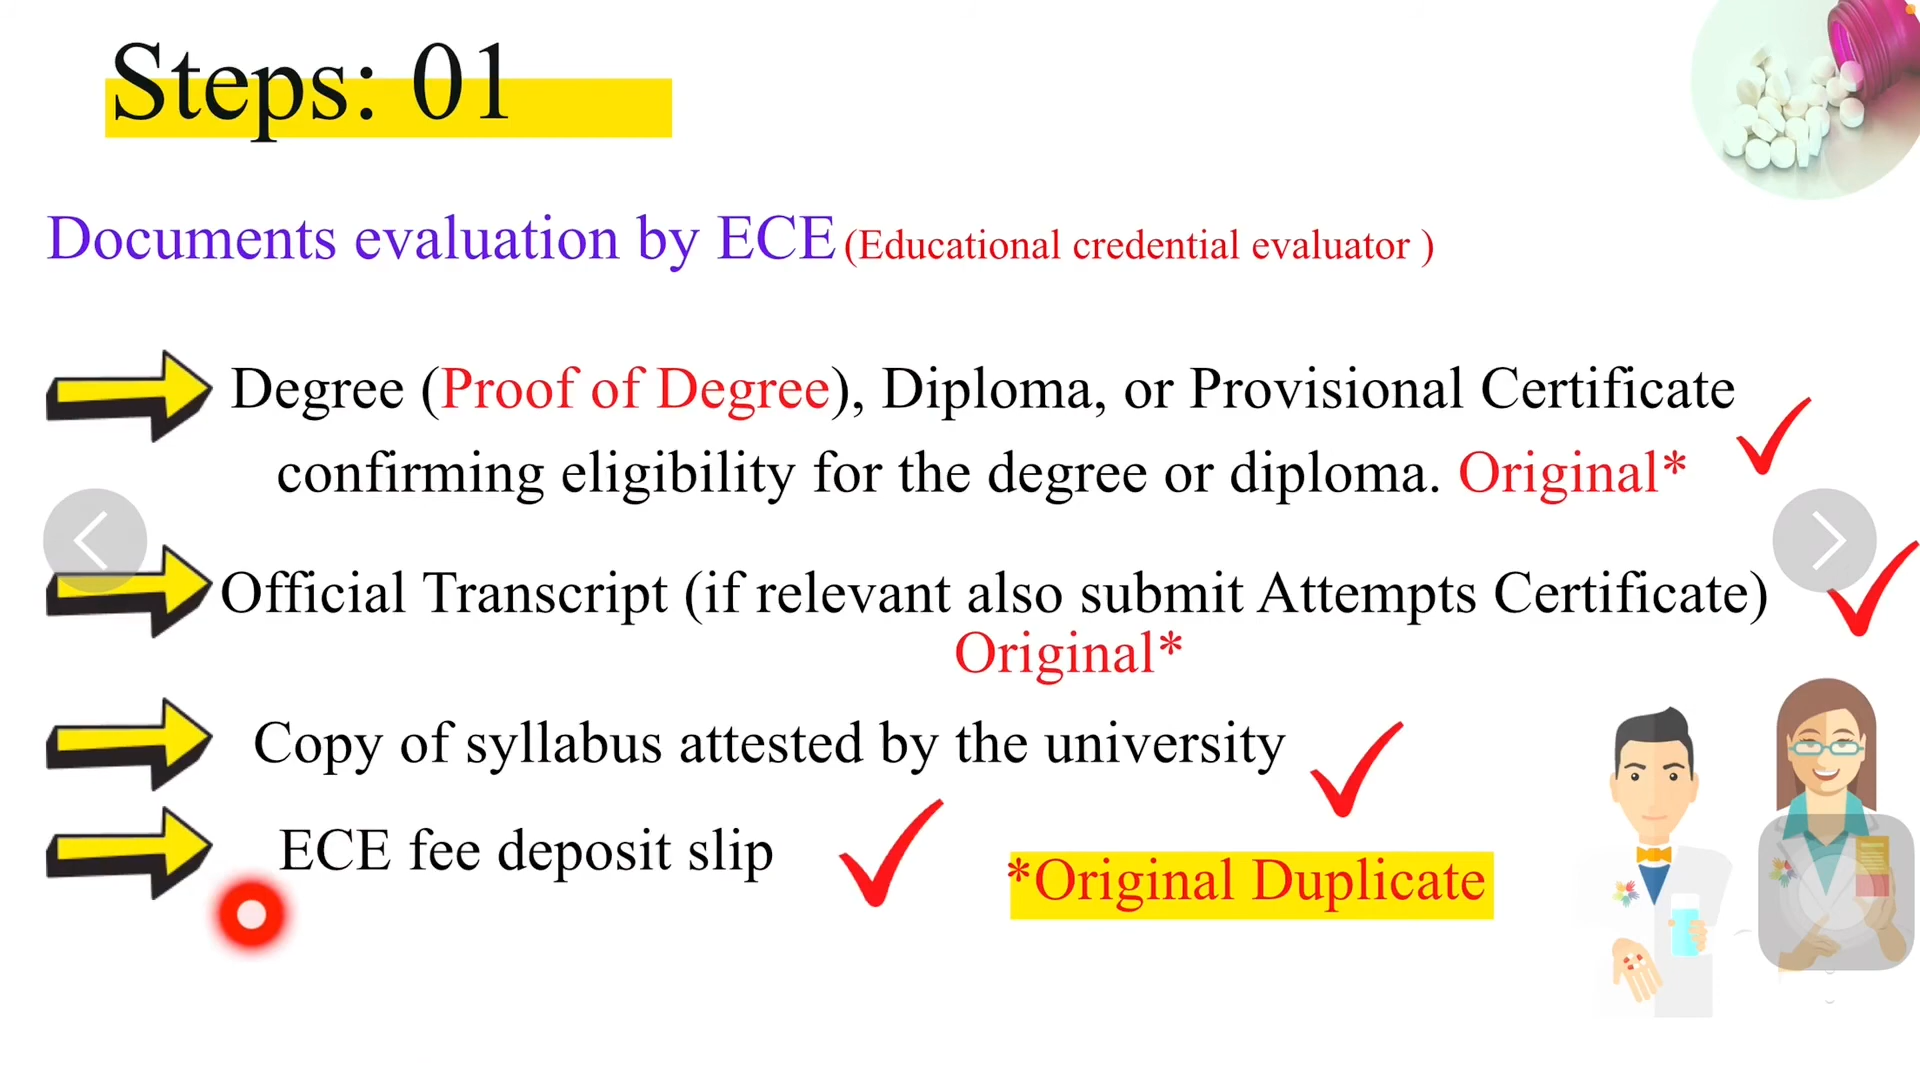 Steps: 01
Documents evaluation by ECE (Educational credential evaluator )
Degree (Proof of Degree), Diploma, or Provisional Certificate
confirming eligibility for the degree or diploma. Original*
Official Transcript (if relevant also submit Attempts Certificate)
Original*
Copy of syllabus attested by the university
ECE fee deposit slip
*Original Duplicate